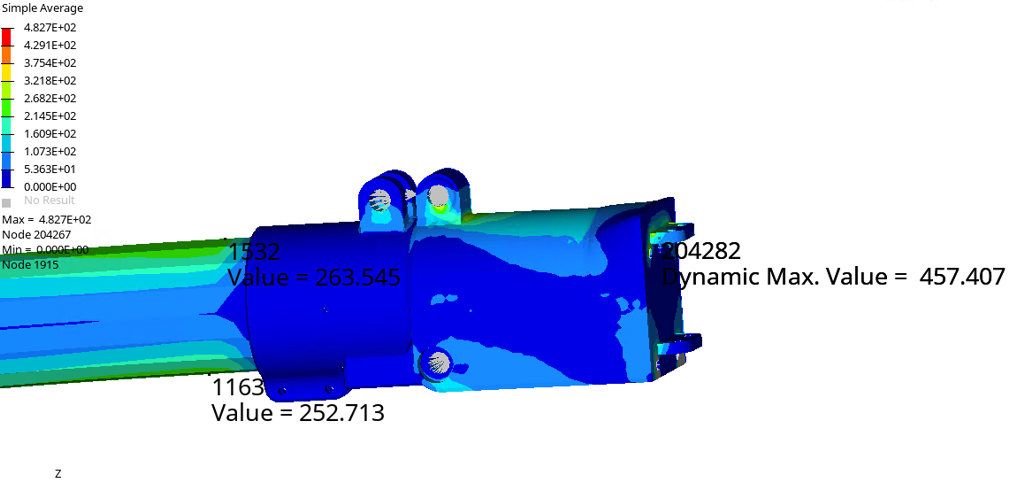 Simple Average
4.827E+02
4.291E+02
3.754E+02
3.218E+02
2.682E+02
2.145E+02
1.609E+02
1.073E+02
5.363E+01
0.000E+00
No Result
Max = 4.827E+02
Node 204267
Min = 0.000E+00
Node 1915
1532
Value = 263.545
204282
Dynamic Max. Value = 457.407
1163
Value = 252.713
Z